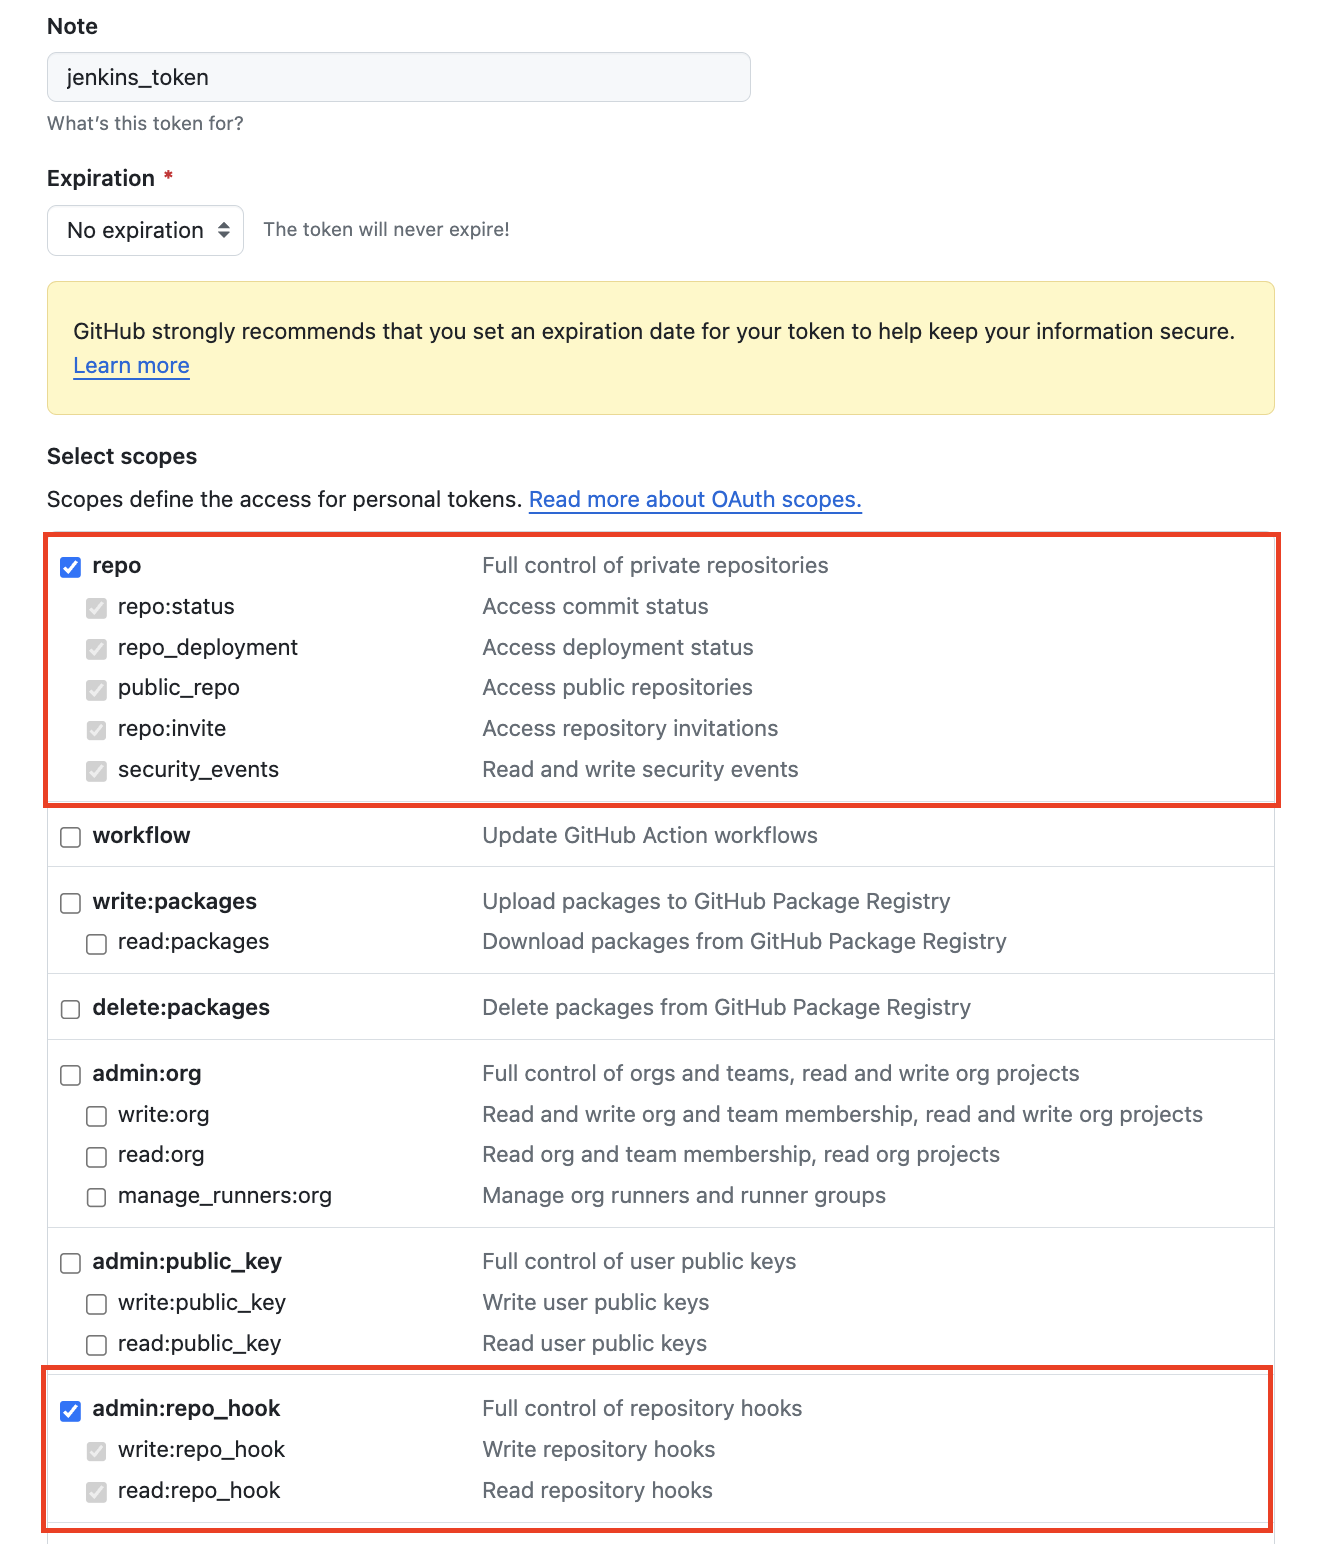 Note
jenkins_token
What's this token for?
Expiration *
No expiration The token will never expire!
GitHub strongly recommends that you set an expiration date for your token to help keep your information secure.
Learn more
Select scopes
Scopes define the access for personal tokens. Read more about OAuth scopes.
repo Full control of private repositories
repo:status Access commit status
repo_deployment Access deployment status
public_repo Access public repositories
repo:invite Access repository invitations
security_events Read and write security events
workflow Update GitHub Action workflows
write:packages Upload packages to GitHub Package Registry
read:packages Download packages from GitHub Package Registry
delete:packages Delete packages from GitHub Package Registry
admin:org Full control of orgs and teams, read and write org projects
write:org Read and write org and team membership, read and write org projects
read:org Read org and team membership, read org projects
manage_runners:org Manage org runners and runner groups
admin:public_key Full control of user public keys
write:public_key Write user public keys
read:public_key Read user public keys
admin:repo_hook Full control of repository hooks
write:repo_hook Write repository hooks
read:repo_hook Read repository hooks